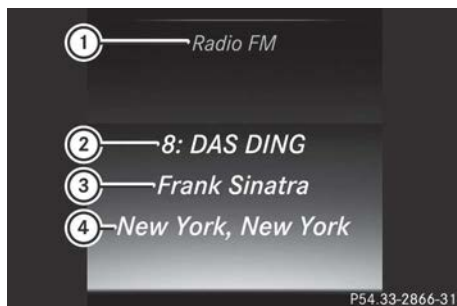 1 Radio FM
2 8: DAS DING
3 Frank Sinatra
4 New York, New York
P54.33-2866-31